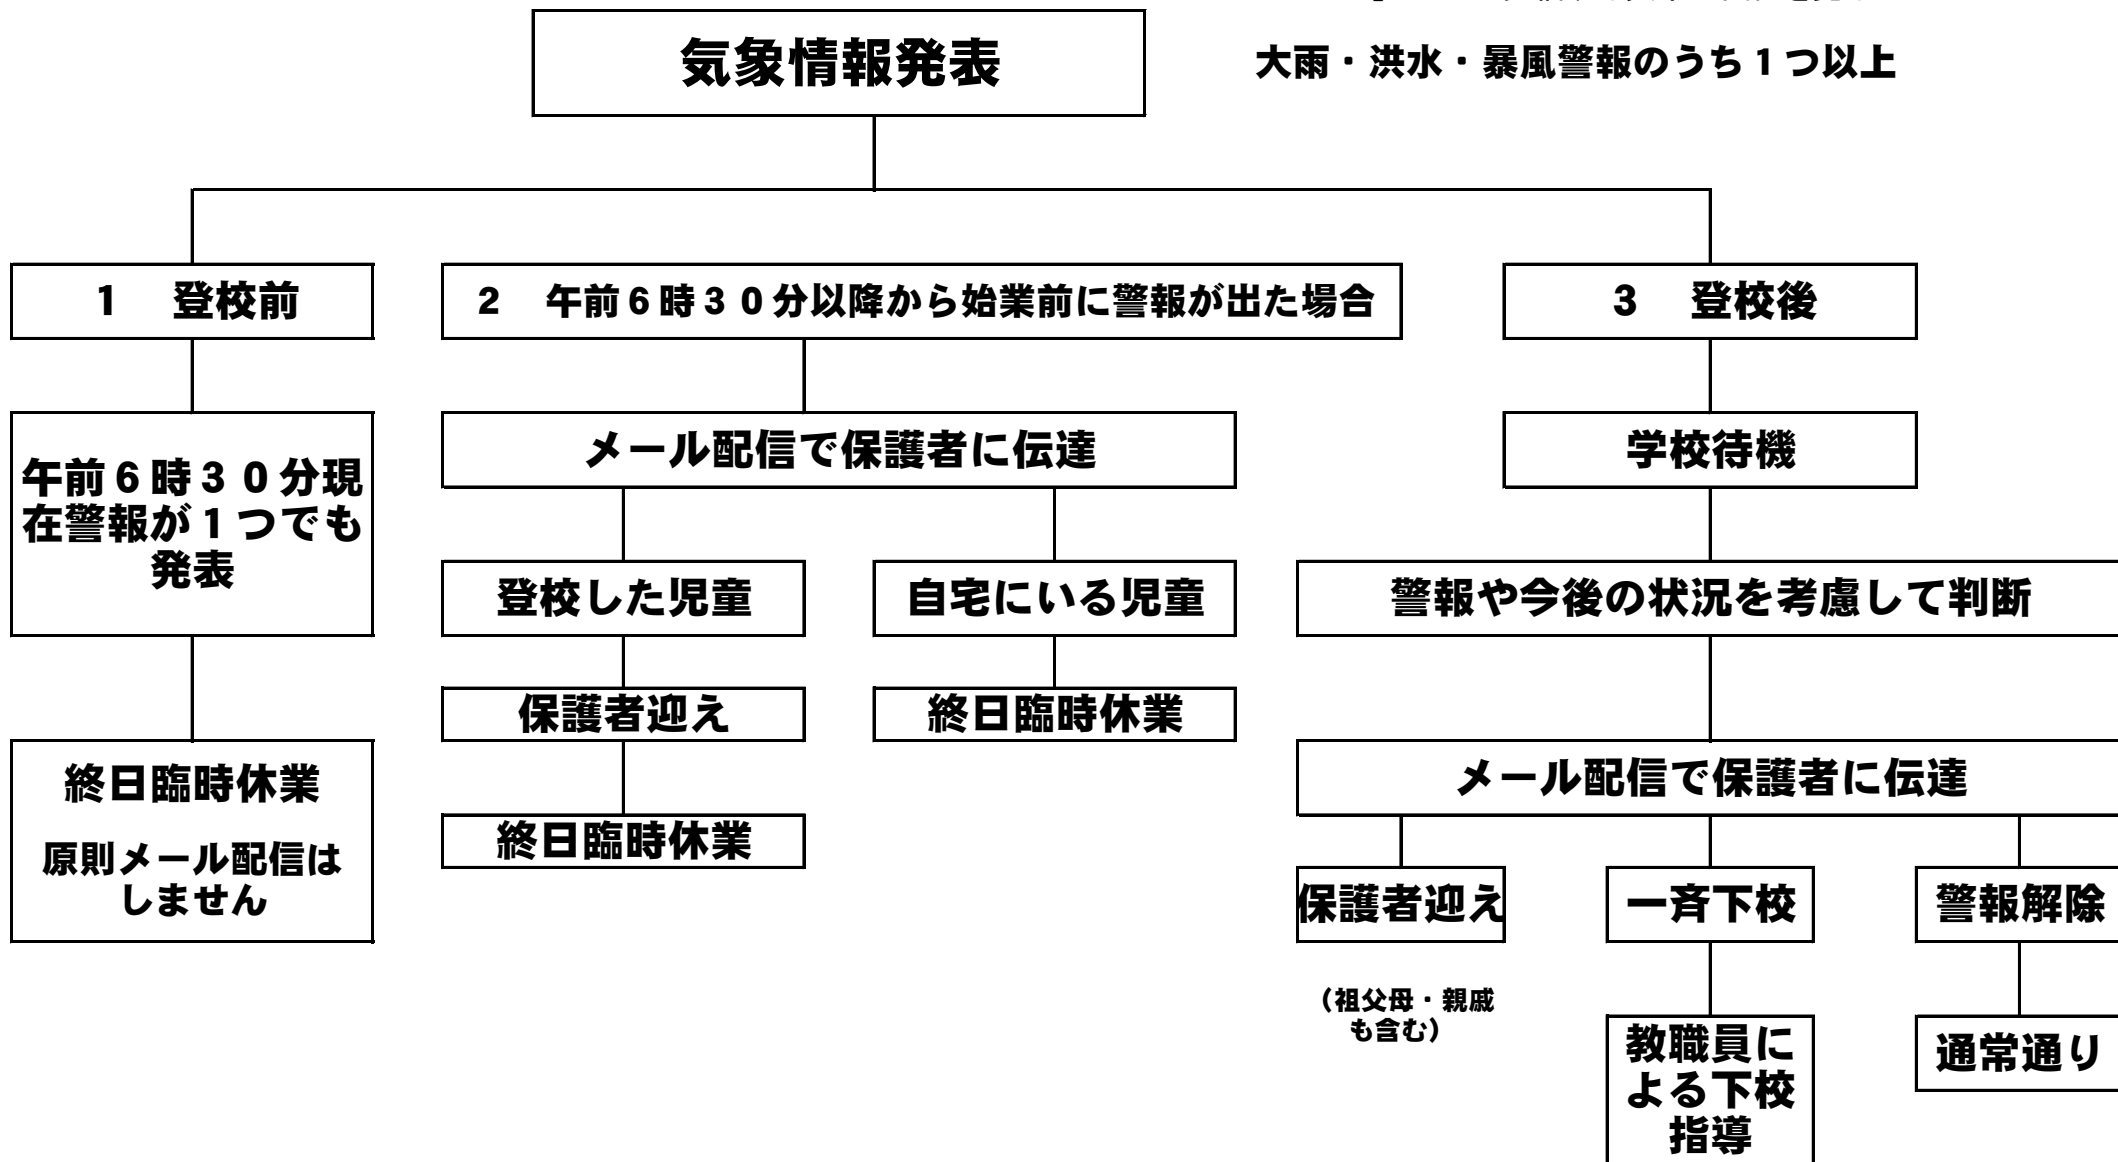 気象情報発表
大雨・洪水・暴風警報のうち１つ以上
１　登校前
２　午前６時３０分以降から始業前に警報が出た場合
３　登校後
午前６時３０分現
在警報が１つでも
発表
メール配信で保護者に伝達
学校待機
登校した児童
自宅にいる児童
警報や今後の状況を考慮して判断
保護者迎え
終日臨時休業
終日臨時休業
原則メール配信は
しません
終日臨時休業
メール配信で保護者に伝達
保護者迎え
一斉下校
警報解除
（祖父母・親戚
も含む）
教職員に
よる下校
指導
通常通り